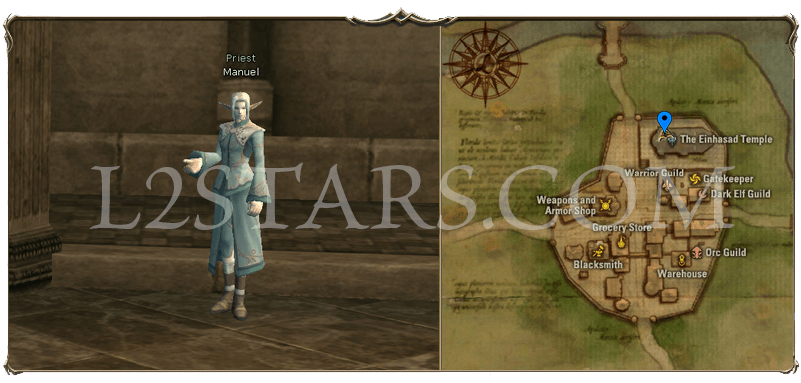 Priest
Manuel
L2STARS.COM
The Einhasad Temple
Warrior Guild
Gatekeeper
Dark Elf Guild
Weapons and
Armor Shop
Grocery Store
Blacksmith
Orc Guild
Warehouse